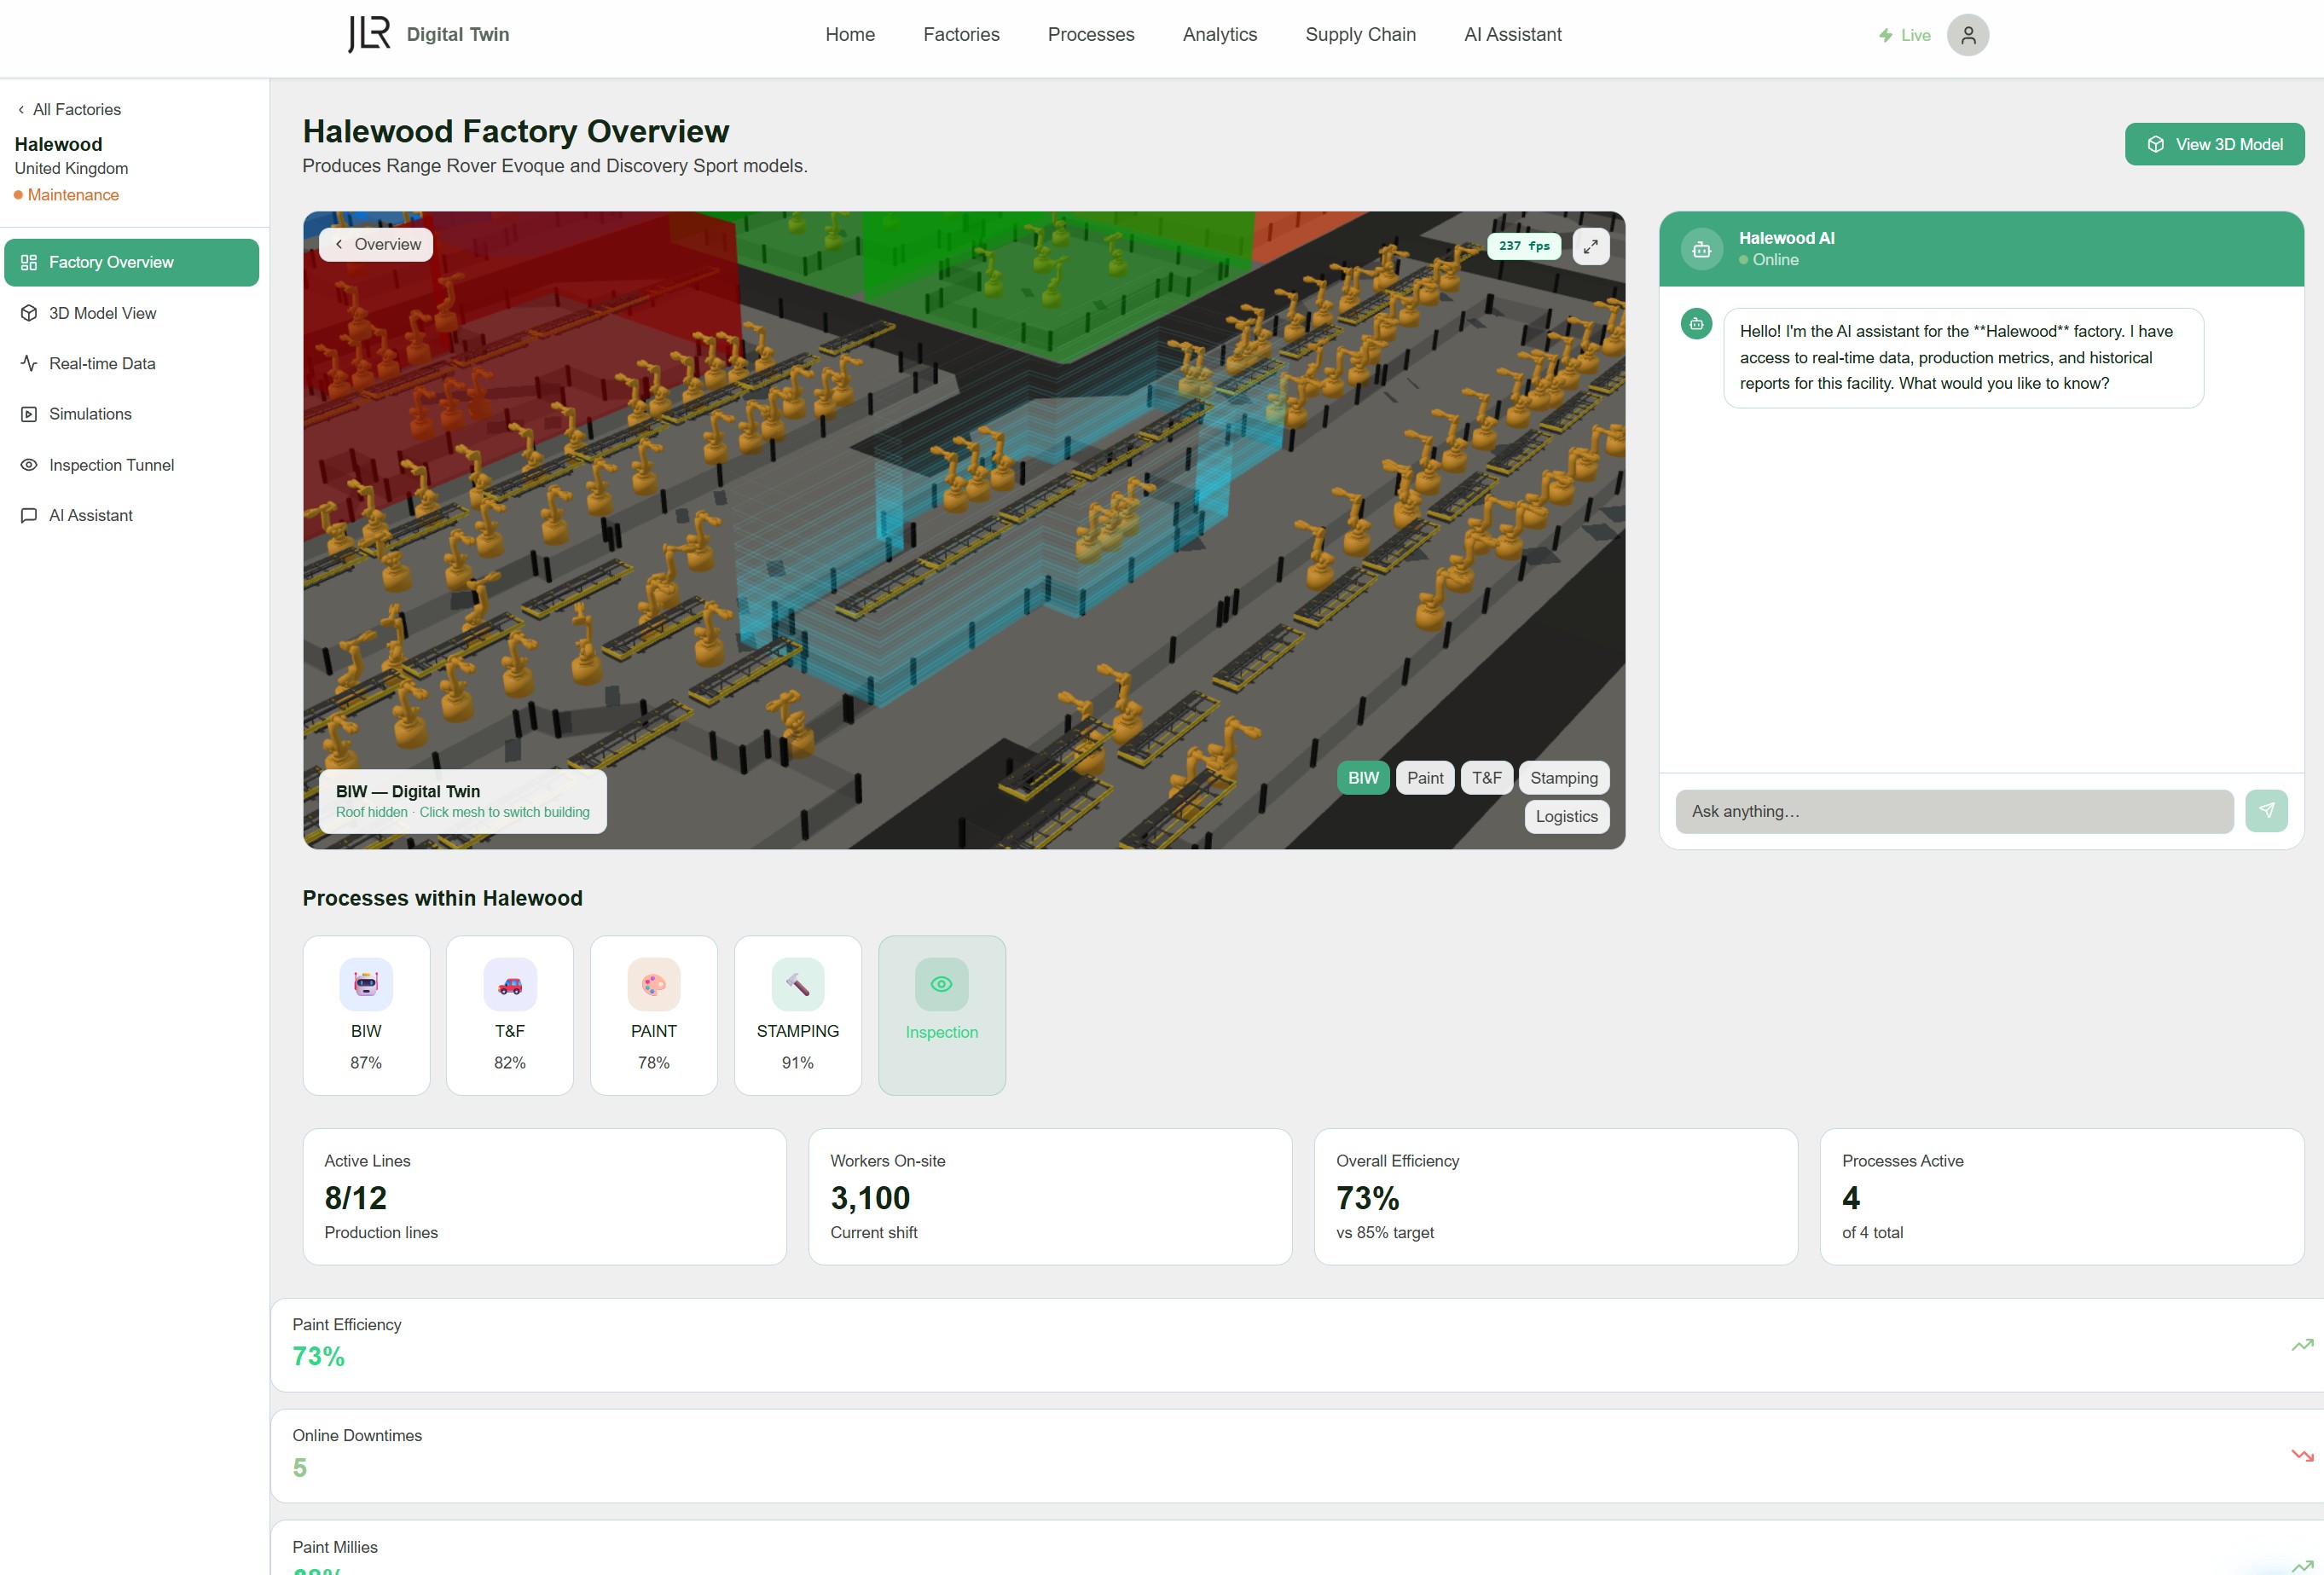 JLR Digital Twin
Home Factories Processes Analytics Supply Chain AI Assistant
Live
All Factories
Halewood
United Kingdom
Maintenance
Factory Overview
3D Model View
Real-time Data
Simulations
Inspection Tunnel
AI Assistant
Halewood Factory Overview
Produces Range Rover Evoque and Discovery Sport models.
View 3D Model
Overview
237 fps
BIW — Digital Twin
Roof hidden · Click mesh to switch building
BIW Paint T&F Stamping
Logistics
Halewood AI
Online
Hello! I'm the AI assistant for the **Halewood** factory. I have
access to real-time data, production metrics, and historical
reports for this facility. What would you like to know?
Ask anything…
Processes within Halewood
BIW
87%
T&F
82%
PAINT
78%
STAMPING
91%
Inspection
Active Lines
8/12
Production lines
Workers On-site
3,100
Current shift
Overall Efficiency
73%
vs 85% target
Processes Active
4
of 4 total
Paint Efficiency
73%
Online Downtimes
5
Paint Millies